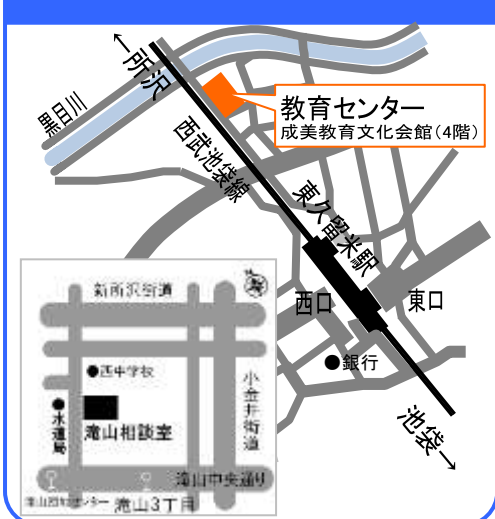 ←所沢
黒目川
教育センター
成美教育文化会館(4階)
西武池袋線
東久留米駅
西口
東口
●銀行
池袋→
新所沢街道
●西中学校
小金井街道
●水道局
滝山相談室
滝山中央通り
滝山3丁目